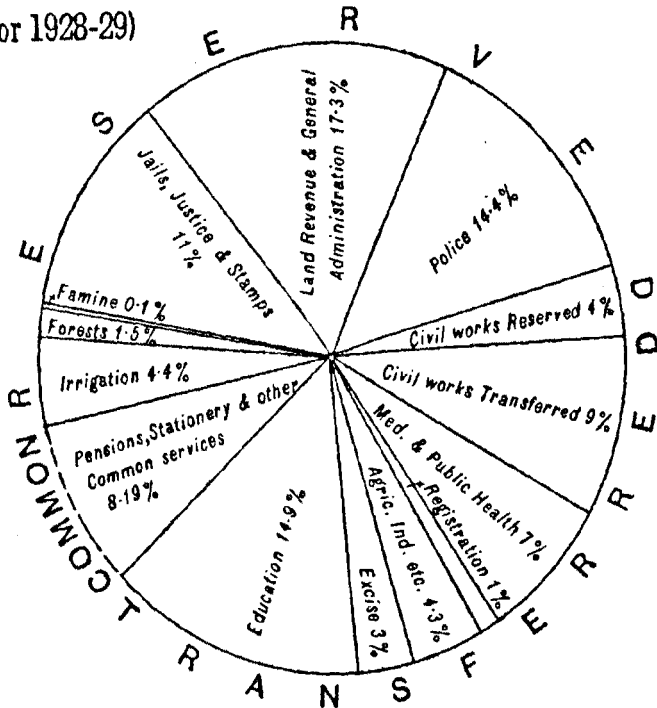 or 1928-29)
RESERVED
Land Revenue & General
Administration 17·3%
Police 14·4%
Civil works Reserved 4%
Civil works Transferred 9%
Med. & Public Health 7%
Registration 1%
Agric. Ind. etc. 4·3%
Excise 3%
Education 14·9%
Pensions, Stationery & other
Common services
8·19%
Irrigation 4·4%
Forests 1·5%
Famine 0·1%
Jails, Justice & Stamps
11%
TRANSFERRED
COMMON